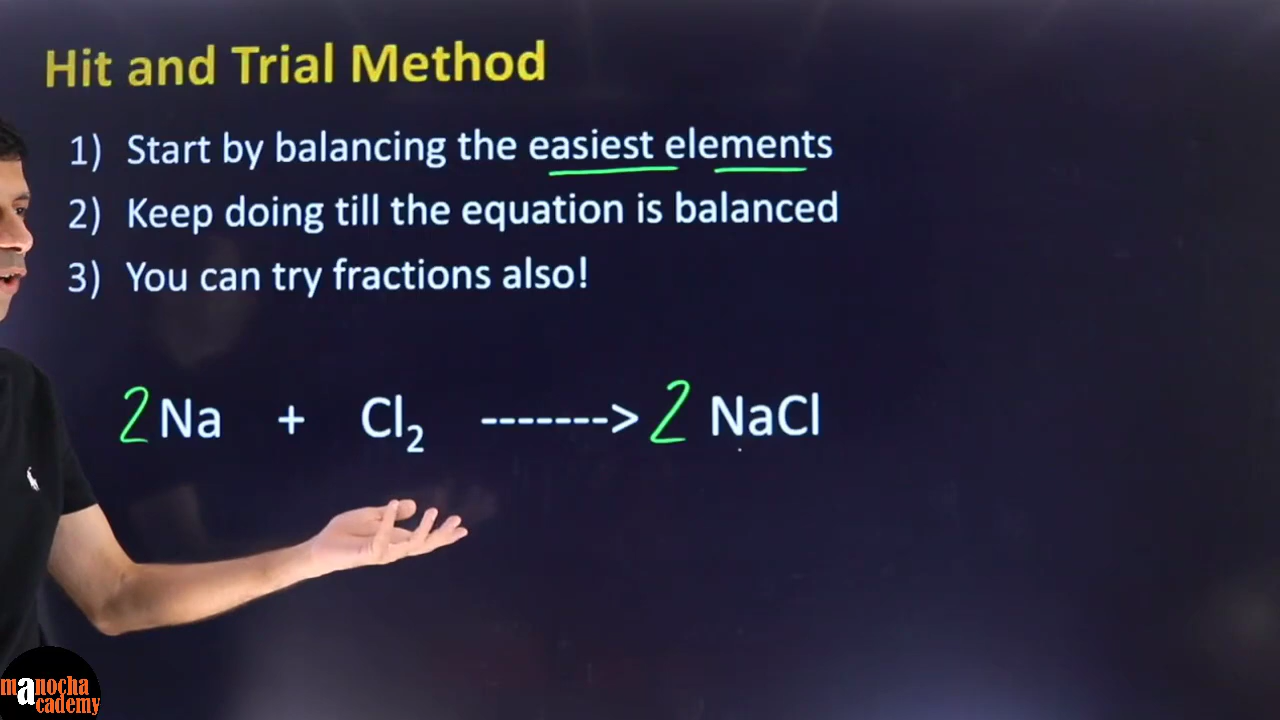 Hit and Trial Method
1) Start by balancing the easiest elements
2) Keep doing till the equation is balanced
3) You can try fractions also!
2Na + Cl₂ -------> 2 NaCl
manocha
academy